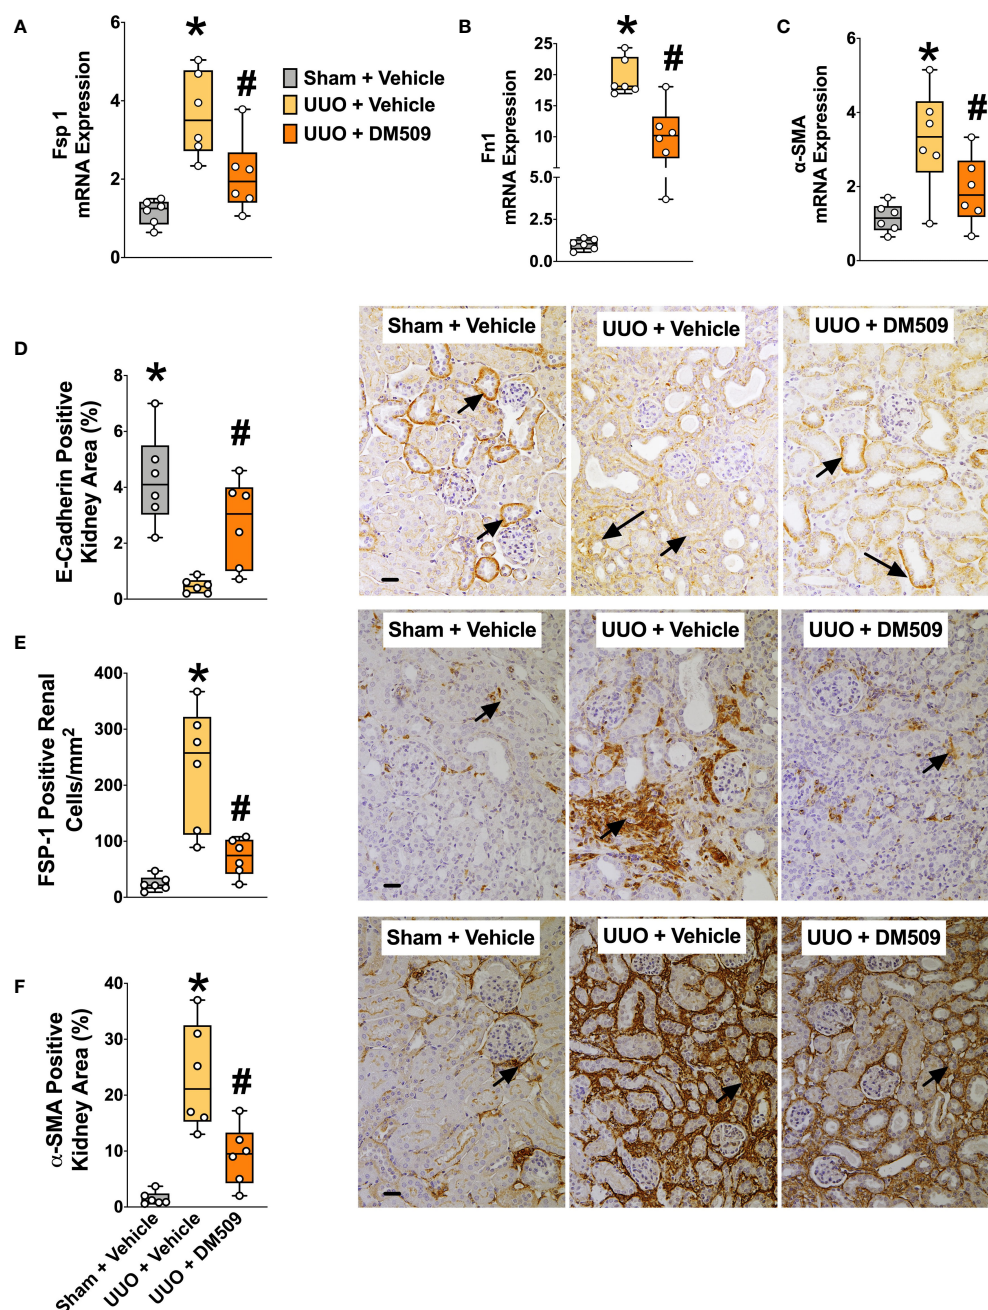 A
Fsp 1
mRNA Expression
6
4
2
0
*
#
Sham + Vehicle
UUO + Vehicle
UUO + DM509
B
Fn1
mRNA Expression
25
20
15
10
5.0
2.5
0.0
*
#
C
α-SMA
mRNA Expression
6
4
2
0
*
#
D
E-Cadherin Positive
Kidney Area (%)
8
6
4
2
0
*
#
Sham + Vehicle
UUO + Vehicle
UUO + DM509
E
FSP-1 Positive Renal
Cells/mm²
400
300
200
100
0
*
#
Sham + Vehicle
UUO + Vehicle
UUO + DM509
F
α-SMA Positive
Kidney Area (%)
40
30
20
10
0
*
#
Sham + Vehicle
UUO + Vehicle
UUO + DM509
Sham + Vehicle
UUO + Vehicle
UUO + DM509